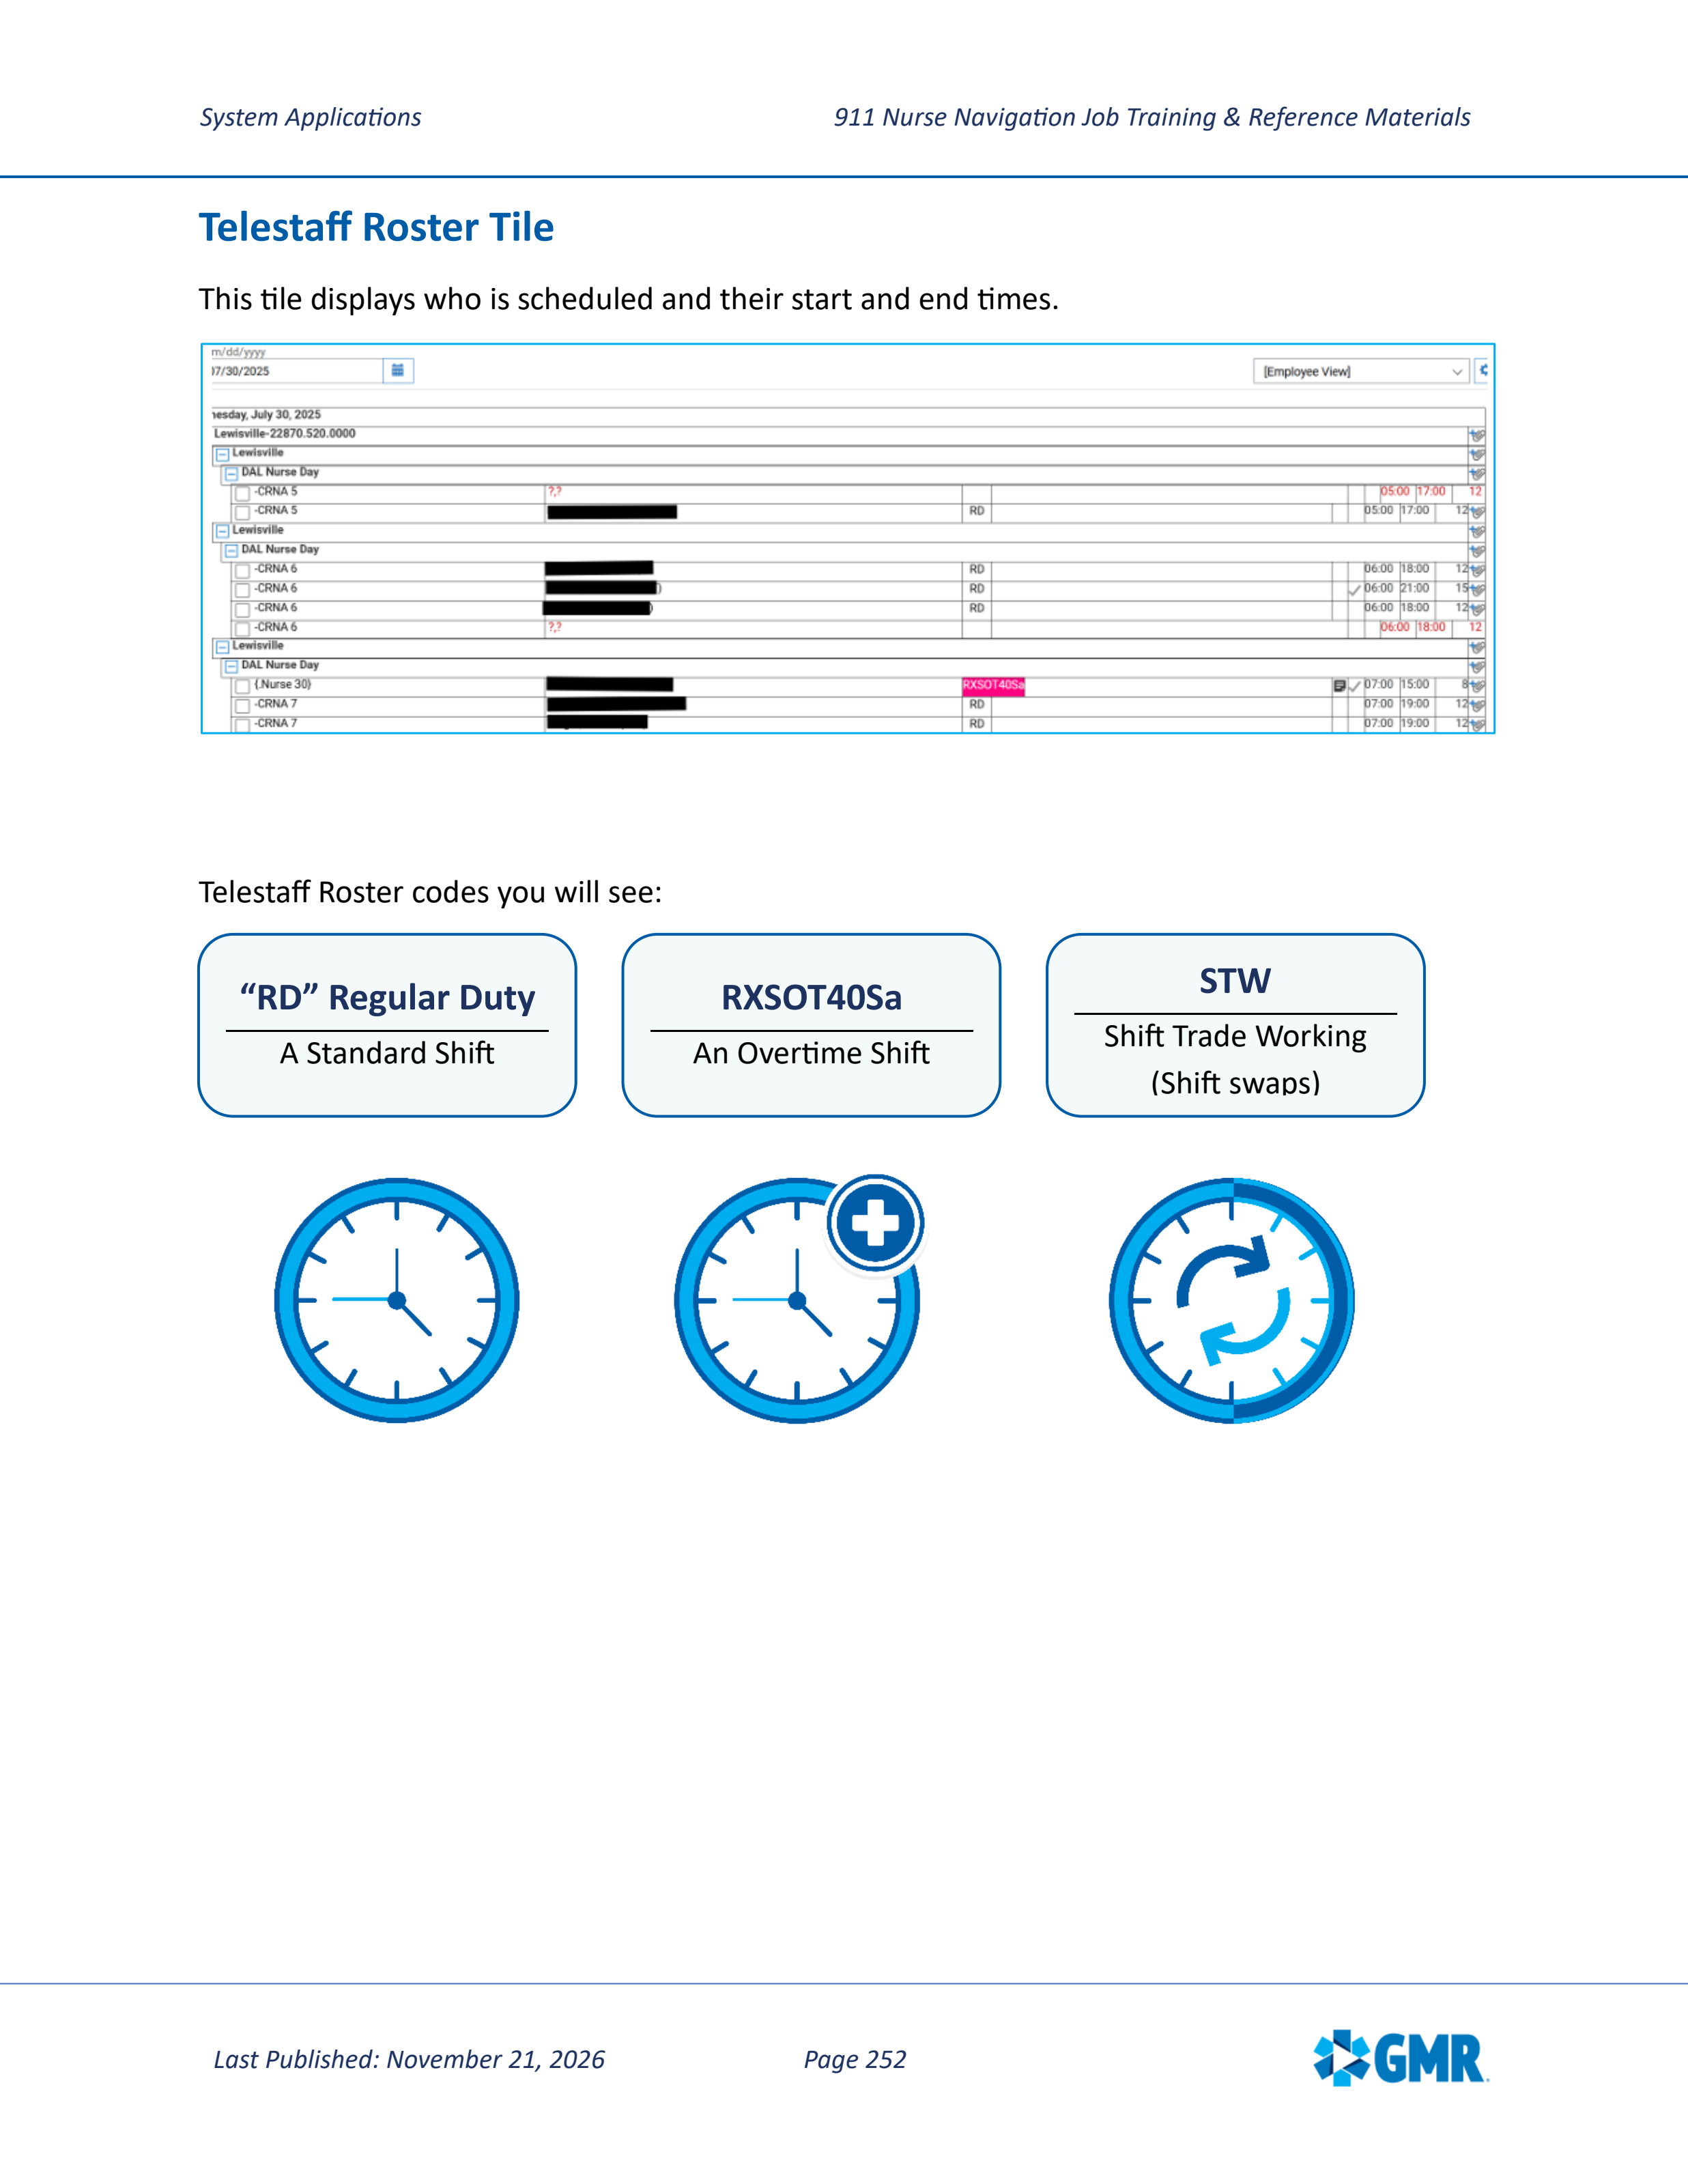 System Applications 911 Nurse Navigation Job Training & Reference Materials
Telestaff Roster Tile
This tile displays who is scheduled and their start and end times.
m/dd/yyyy
07/30/2025 [Employee View]
nesday, July 30, 2025
Lewisville-22870.520.0000
Lewisville
DAL Nurse Day
-CRNA 5 ?,? 05:00 17:00 12
-CRNA 5 RD 05:00 17:00 12
Lewisville
DAL Nurse Day
-CRNA 6 RD 06:00 18:00 12
-CRNA 6 ) RD 06:00 21:00 15
-CRNA 6 ) RD 06:00 18:00 12
-CRNA 6 ?,? 06:00 18:00 12
Lewisville
DAL Nurse Day
{.Nurse 30} RXSOT40Sa 07:00 15:00 8
-CRNA 7 RD 07:00 19:00 12
-CRNA 7 RD 07:00 19:00 12
Telestaff Roster codes you will see:
“RD” Regular Duty
A Standard Shift
RXSOT40Sa
An Overtime Shift
STW
Shift Trade Working
(Shift swaps)
Last Published: November 21, 2026 Page 252 GMR